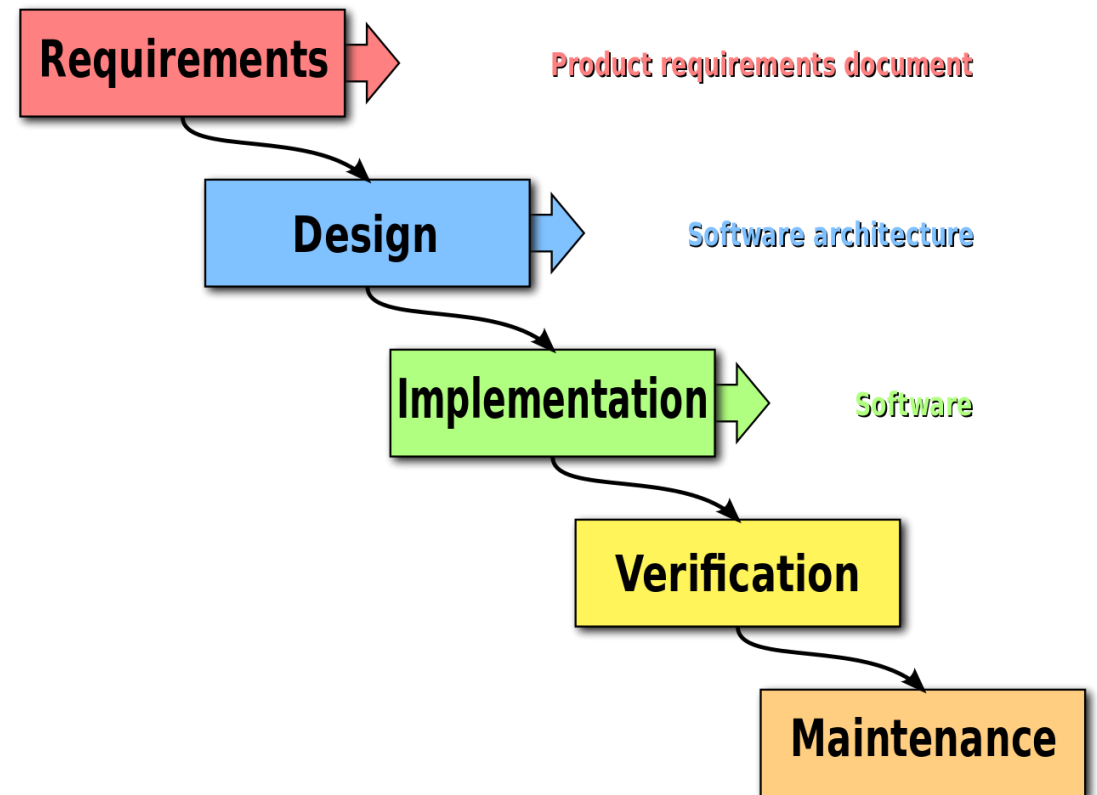 Requirements
Product requirements document
Design
Software architecture
Implementation
Software
Verification
Maintenance